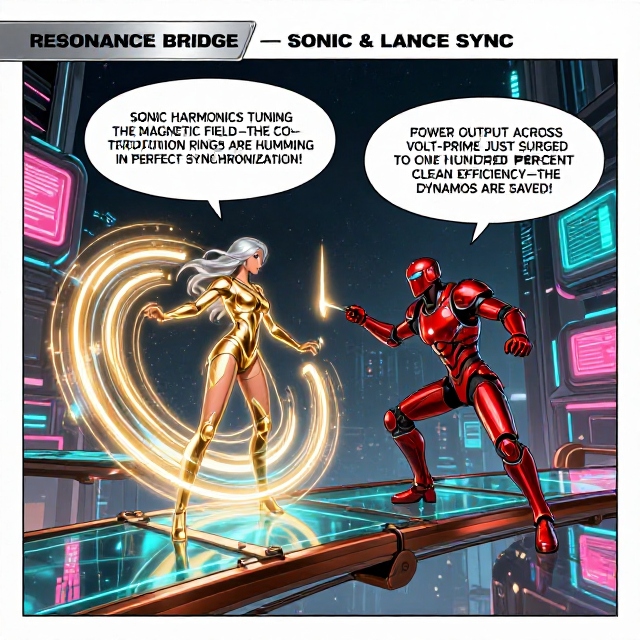 RESONANCE BRIDGE — SONIC & LANCE SYNC
SONIC HARMONICS TUNING
THE MAGNETIC FIELD—THE CO-
RINGS ARE HUMMING
IN PERFECT SYNCHRONIZATION!
POWER OUTPUT ACROSS
VOLT-PRIME JUST SURGED
TO ONE HUNDRED PERCENT
CLEAN EFFICIENCY—THE
DYNAMOS ARE SAVED!